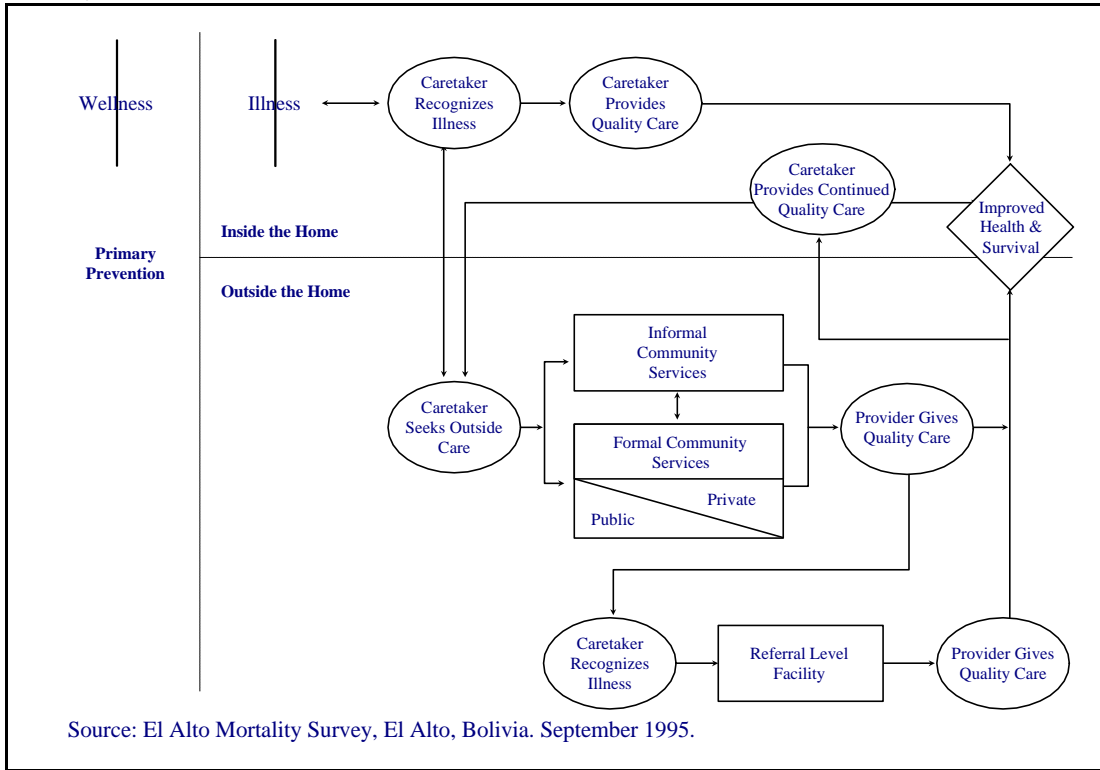 Wellness
Illness
Caretaker
Recognizes
Illness
Caretaker
Provides
Quality Care
Caretaker
Provides Continued
Quality Care
Improved
Health &
Survival
Inside the Home
Primary
Prevention
Outside the Home
Informal
Community
Services
Caretaker
Seeks Outside
Care
Formal Community
Services
Private
Public
Provider Gives
Quality Care
Caretaker
Recognizes
Illness
Referral Level
Facility
Provider Gives
Quality Care
Source: El Alto Mortality Survey, El Alto, Bolivia. September 1995.